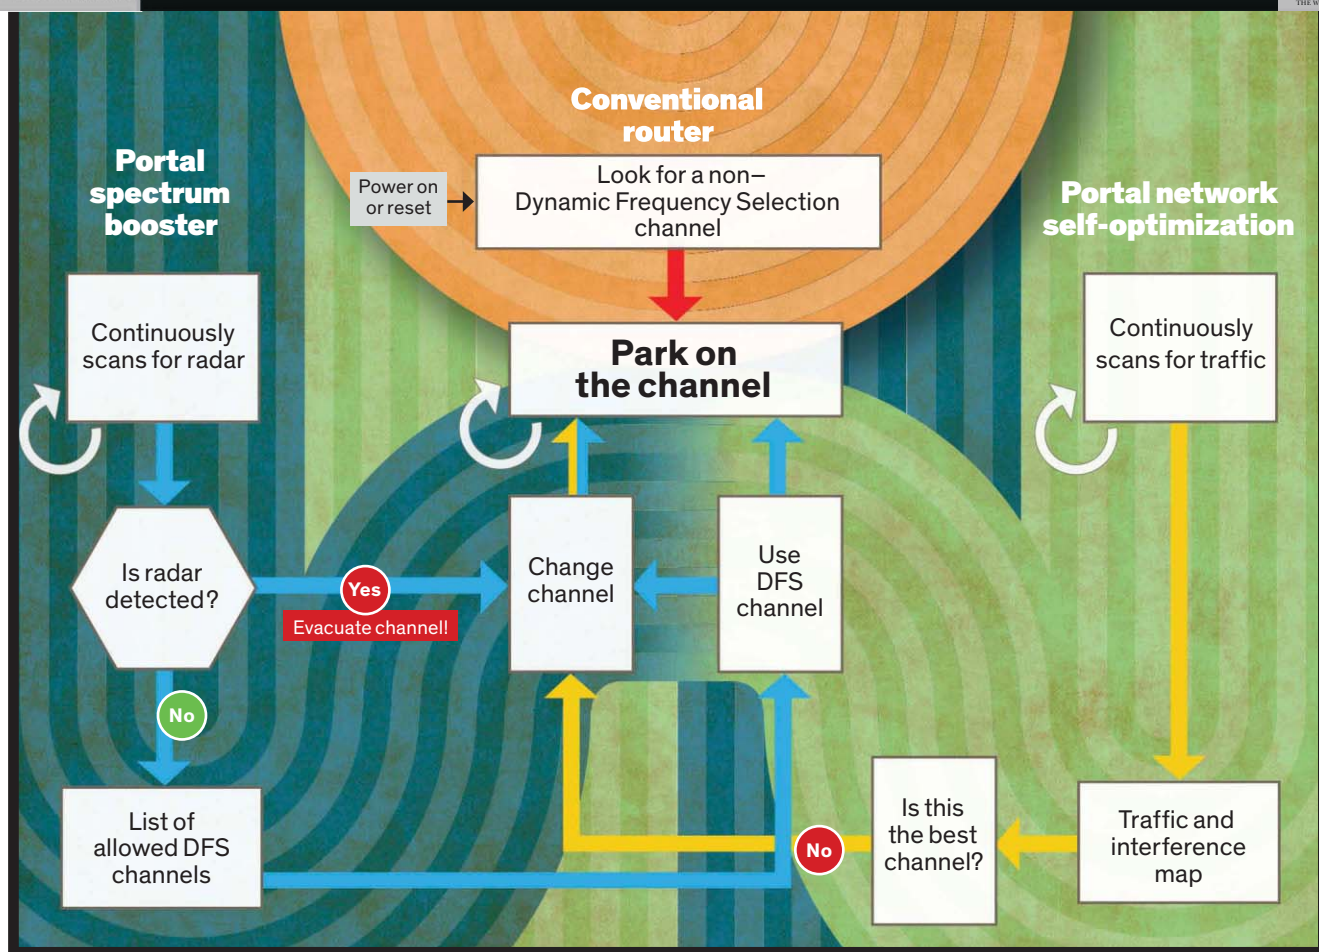 THE W
Conventional
router
Portal
spectrum
booster
Power on
or reset
Look for a non–
Dynamic Frequency Selection
channel
Portal network
self-optimization
Continuously
scans for radar
Park on
the channel
Continuously
scans for traffic
Is radar
detected?
Yes
Evacuate channel!
Change
channel
Use
DFS
channel
No
List of
allowed DFS
channels
No
Is this
the best
channel?
Traffic and
interference
map